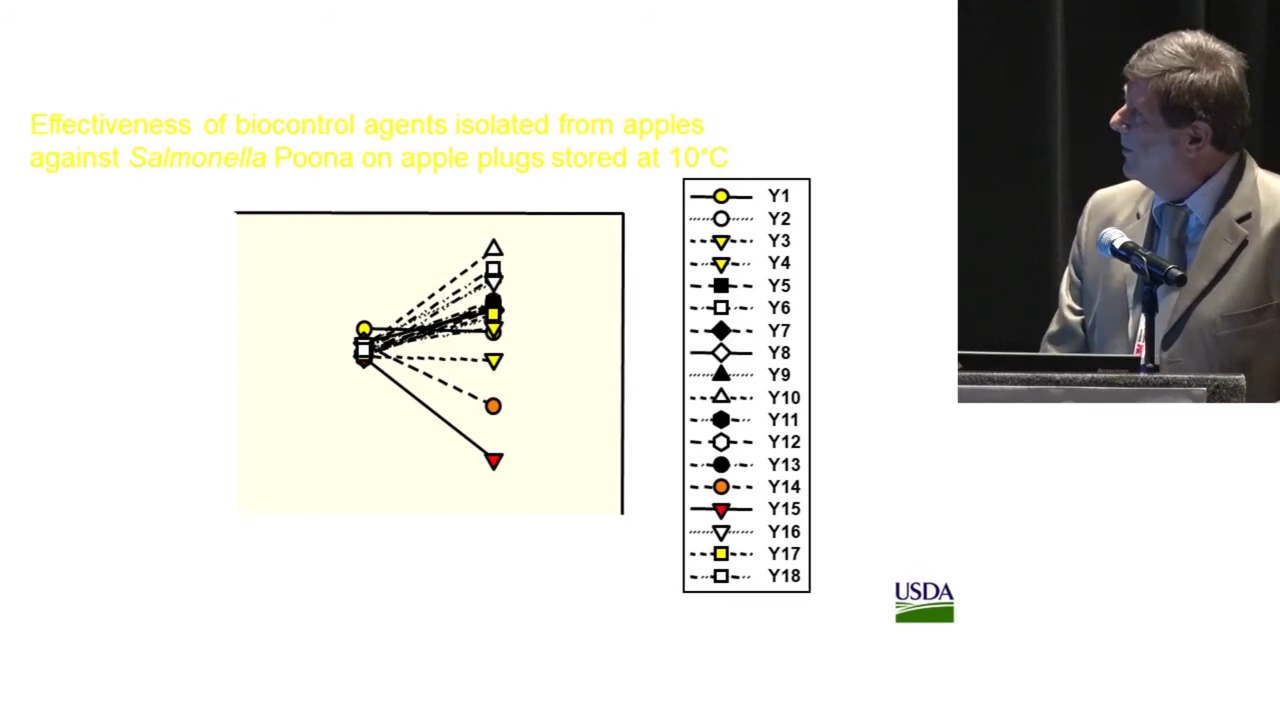 Effectiveness of biocontrol agents isolated from apples
against Salmonella Poona on apple plugs stored at 10°C
Y1
Y2
Y3
Y4
Y5
Y6
Y7
Y8
Y9
Y10
Y11
Y12
Y13
Y14
Y15
Y16
Y17
Y18
USDA